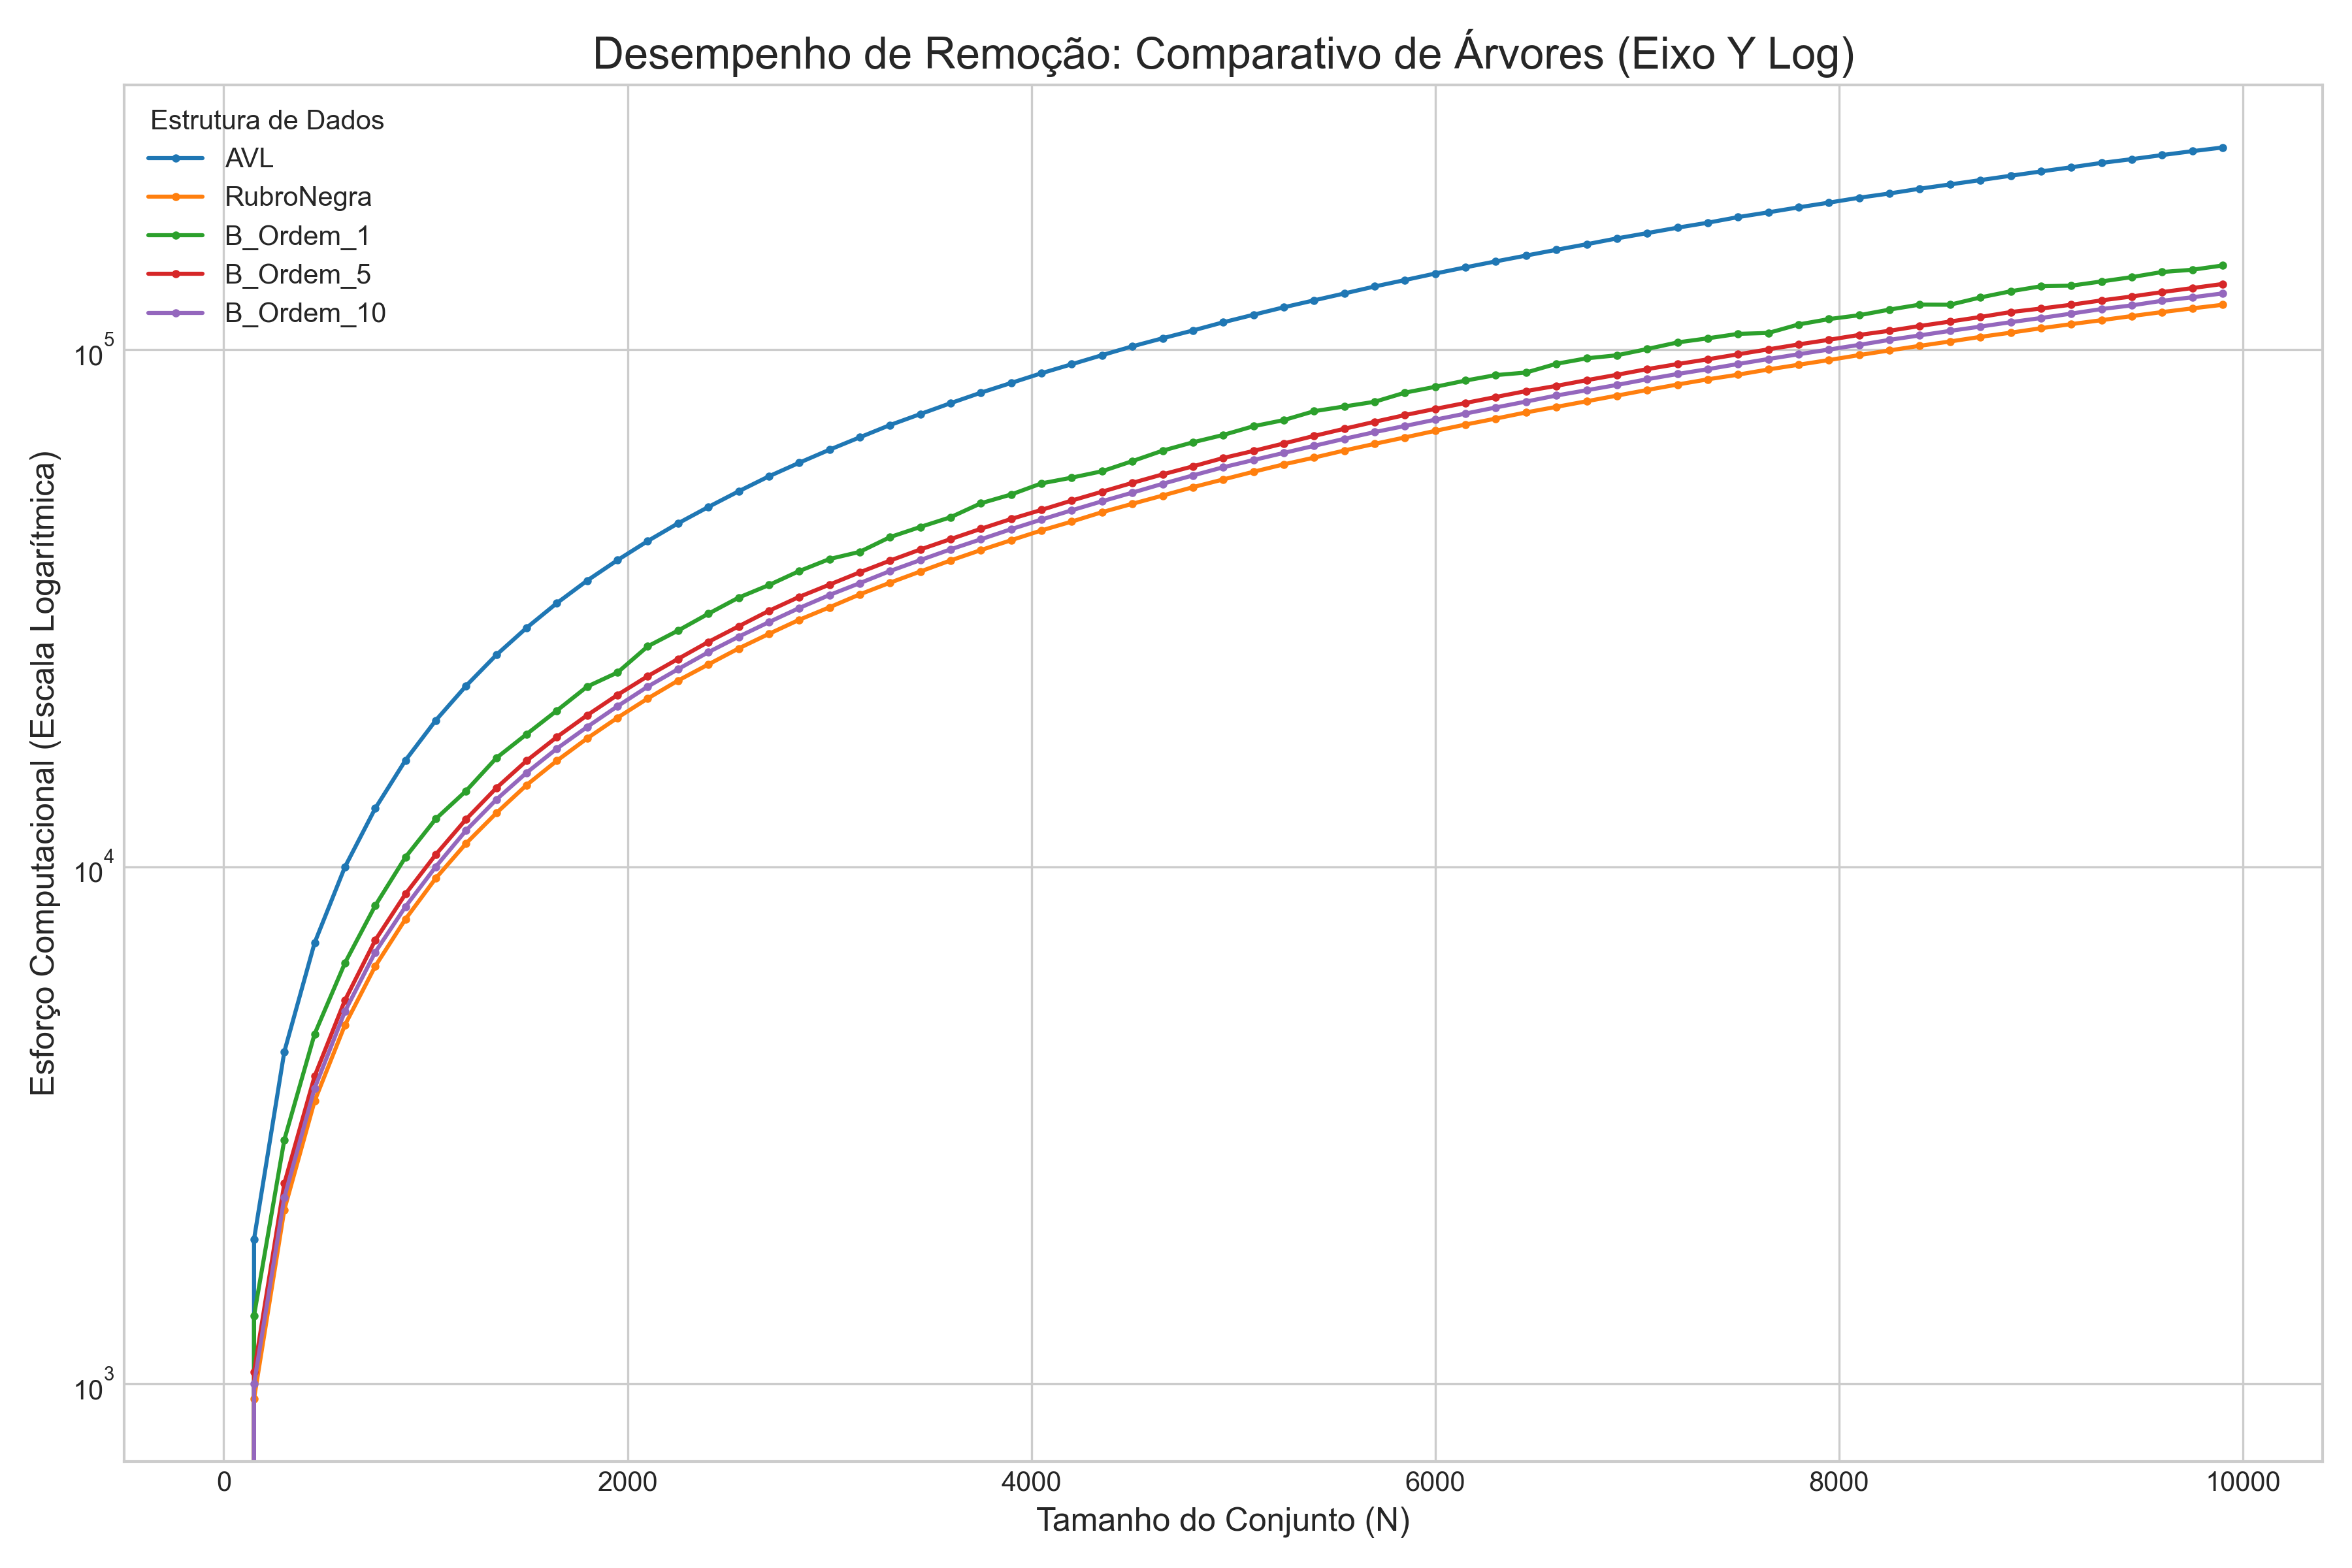 Desempenho de Remoção: Comparativo de Árvores (Eixo Y Log)
Estrutura de Dados
AVL
RubroNegra
B_Ordem_1
B_Ordem_5
B_Ordem_10
Esforço Computacional (Escala Logarítmica)
10^5
10^4
10^3
0 2000 4000 6000 8000 10000
Tamanho do Conjunto (N)